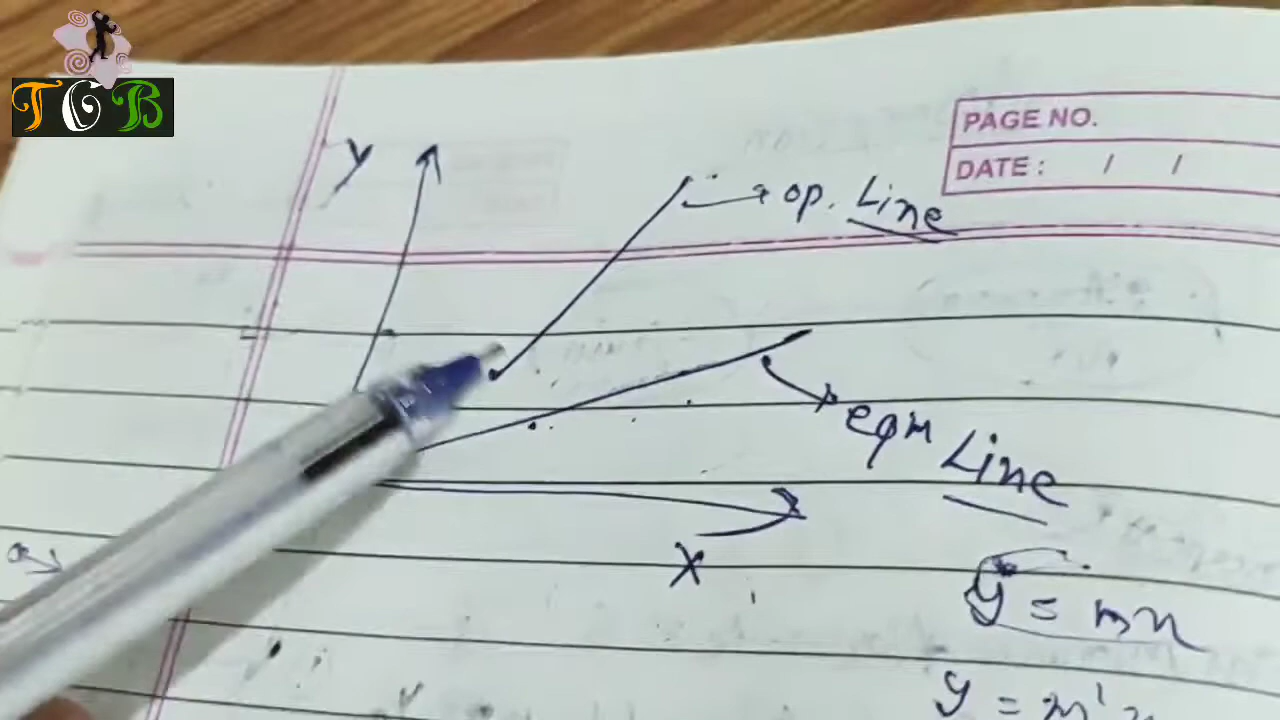 TGB
PAGE NO.
DATE : / /
Y
op. Line
eqm Line
X
y = mx